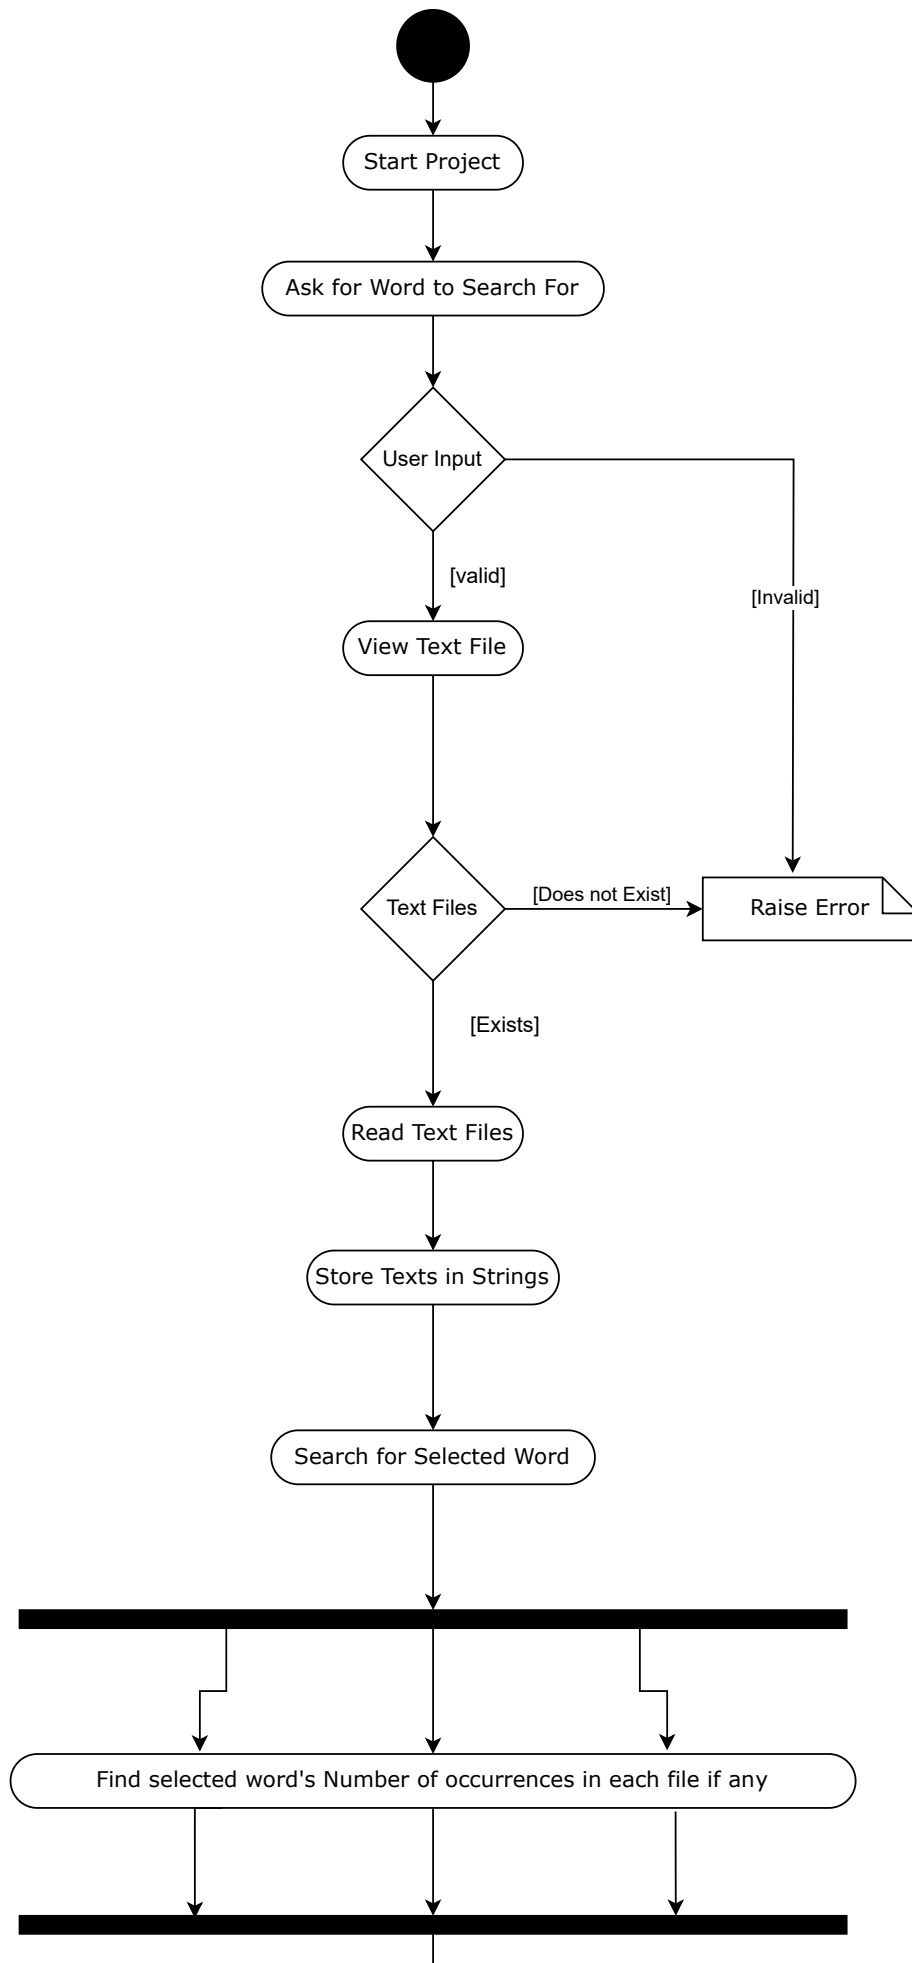 Start Project
Ask for Word to Search For
User Input
[valid]
[Invalid]
View Text File
Text Files
[Does not Exist]
Raise Error
[Exists]
Read Text Files
Store Texts in Strings
Search for Selected Word
Find selected word's Number of occurrences in each file if any